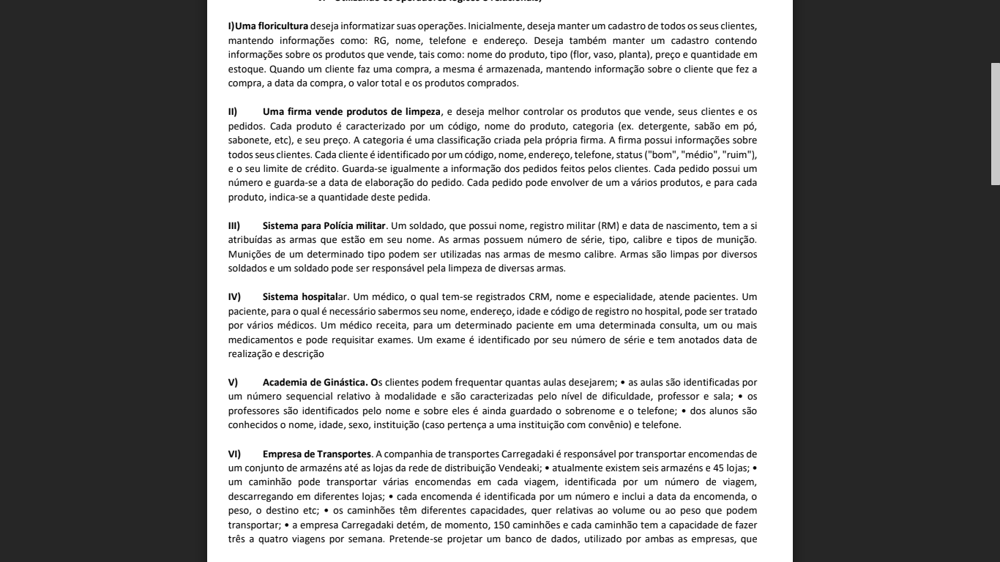 V. Utilizando os operadores lógicos e relacionais;
I)Uma floricultura deseja informatizar suas operações. Inicialmente, deseja manter um cadastro de todos os seus clientes,
mantendo informações como: RG, nome, telefone e endereço. Deseja também manter um cadastro contendo
informações sobre os produtos que vende, tais como: nome do produto, tipo (flor, vaso, planta), preço e quantidade em
estoque. Quando um cliente faz uma compra, a mesma é armazenada, mantendo informação sobre o cliente que fez a
compra, a data da compra, o valor total e os produtos comprados.
II) Uma firma vende produtos de limpeza, e deseja melhor controlar os produtos que vende, seus clientes e os
pedidos. Cada produto é caracterizado por um código, nome do produto, categoria (ex. detergente, sabão em pó,
sabonete, etc), e seu preço. A categoria é uma classificação criada pela própria firma. A firma possui informações sobre
todos seus clientes. Cada cliente é identificado por um código, nome, endereço, telefone, status ("bom", "médio", "ruim"),
e o seu limite de crédito. Guarda-se igualmente a informação dos pedidos feitos pelos clientes. Cada pedido possui um
número e guarda-se a data de elaboração do pedido. Cada pedido pode envolver de um a vários produtos, e para cada
produto, indica-se a quantidade deste pedida.
III) Sistema para Polícia militar. Um soldado, que possui nome, registro militar (RM) e data de nascimento, tem a si
atribuídas as armas que estão em seu nome. As armas possuem número de série, tipo, calibre e tipos de munição.
Munições de um determinado tipo podem ser utilizadas nas armas de mesmo calibre. Armas são limpas por diversos
soldados e um soldado pode ser responsável pela limpeza de diversas armas.
IV) Sistema hospitalar. Um médico, o qual tem-se registrados CRM, nome e especialidade, atende pacientes. Um
paciente, para o qual é necessário sabermos seu nome, endereço, idade e código de registro no hospital, pode ser tratado
por vários médicos. Um médico receita, para um determinado paciente em uma determinada consulta, um ou mais
medicamentos e pode requisitar exames. Um exame é identificado por seu número de série e tem anotados data de
realização e descrição
V) Academia de Ginástica. Os clientes podem frequentar quantas aulas desejarem; • as aulas são identificadas por
um número sequencial relativo à modalidade e são caracterizadas pelo nível de dificuldade, professor e sala; • os
professores são identificados pelo nome e sobre eles é ainda guardado o sobrenome e o telefone; • dos alunos são
conhecidos o nome, idade, sexo, instituição (caso pertença a uma instituição com convênio) e telefone.
VI) Empresa de Transportes. A companhia de transportes Carregadaki é responsável por transportar encomendas de
um conjunto de armazéns até as lojas da rede de distribuição Vendeaki; • atualmente existem seis armazéns e 45 lojas; •
um caminhão pode transportar várias encomendas em cada viagem, identificada por um número de viagem,
descarregando em diferentes lojas; • cada encomenda é identificada por um número e inclui a data da encomenda, o
peso, o destino etc; • os caminhões têm diferentes capacidades, quer relativas ao volume ou ao peso que podem
transportar; • a empresa Carregadaki detém, de momento, 150 caminhões e cada caminhão tem a capacidade de fazer
três a quatro viagens por semana. Pretende-se projetar um banco de dados, utilizado por ambas as empresas, que